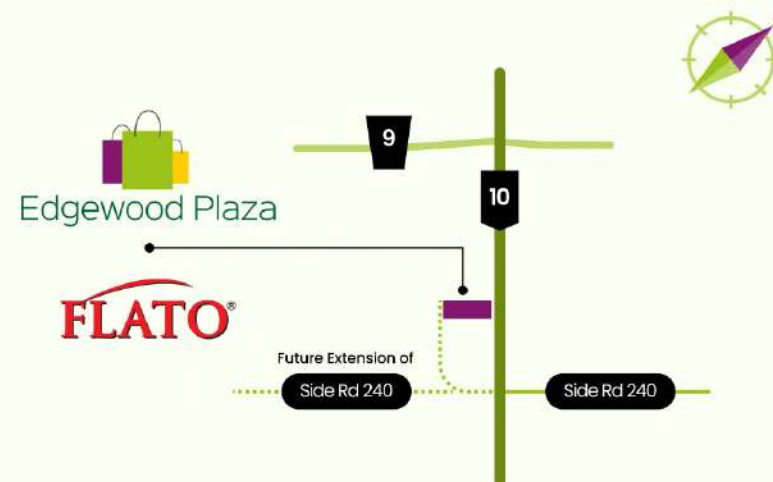 9
10
Edgewood Plaza
FLATO®
Future Extension of
Side Rd 240
Side Rd 240